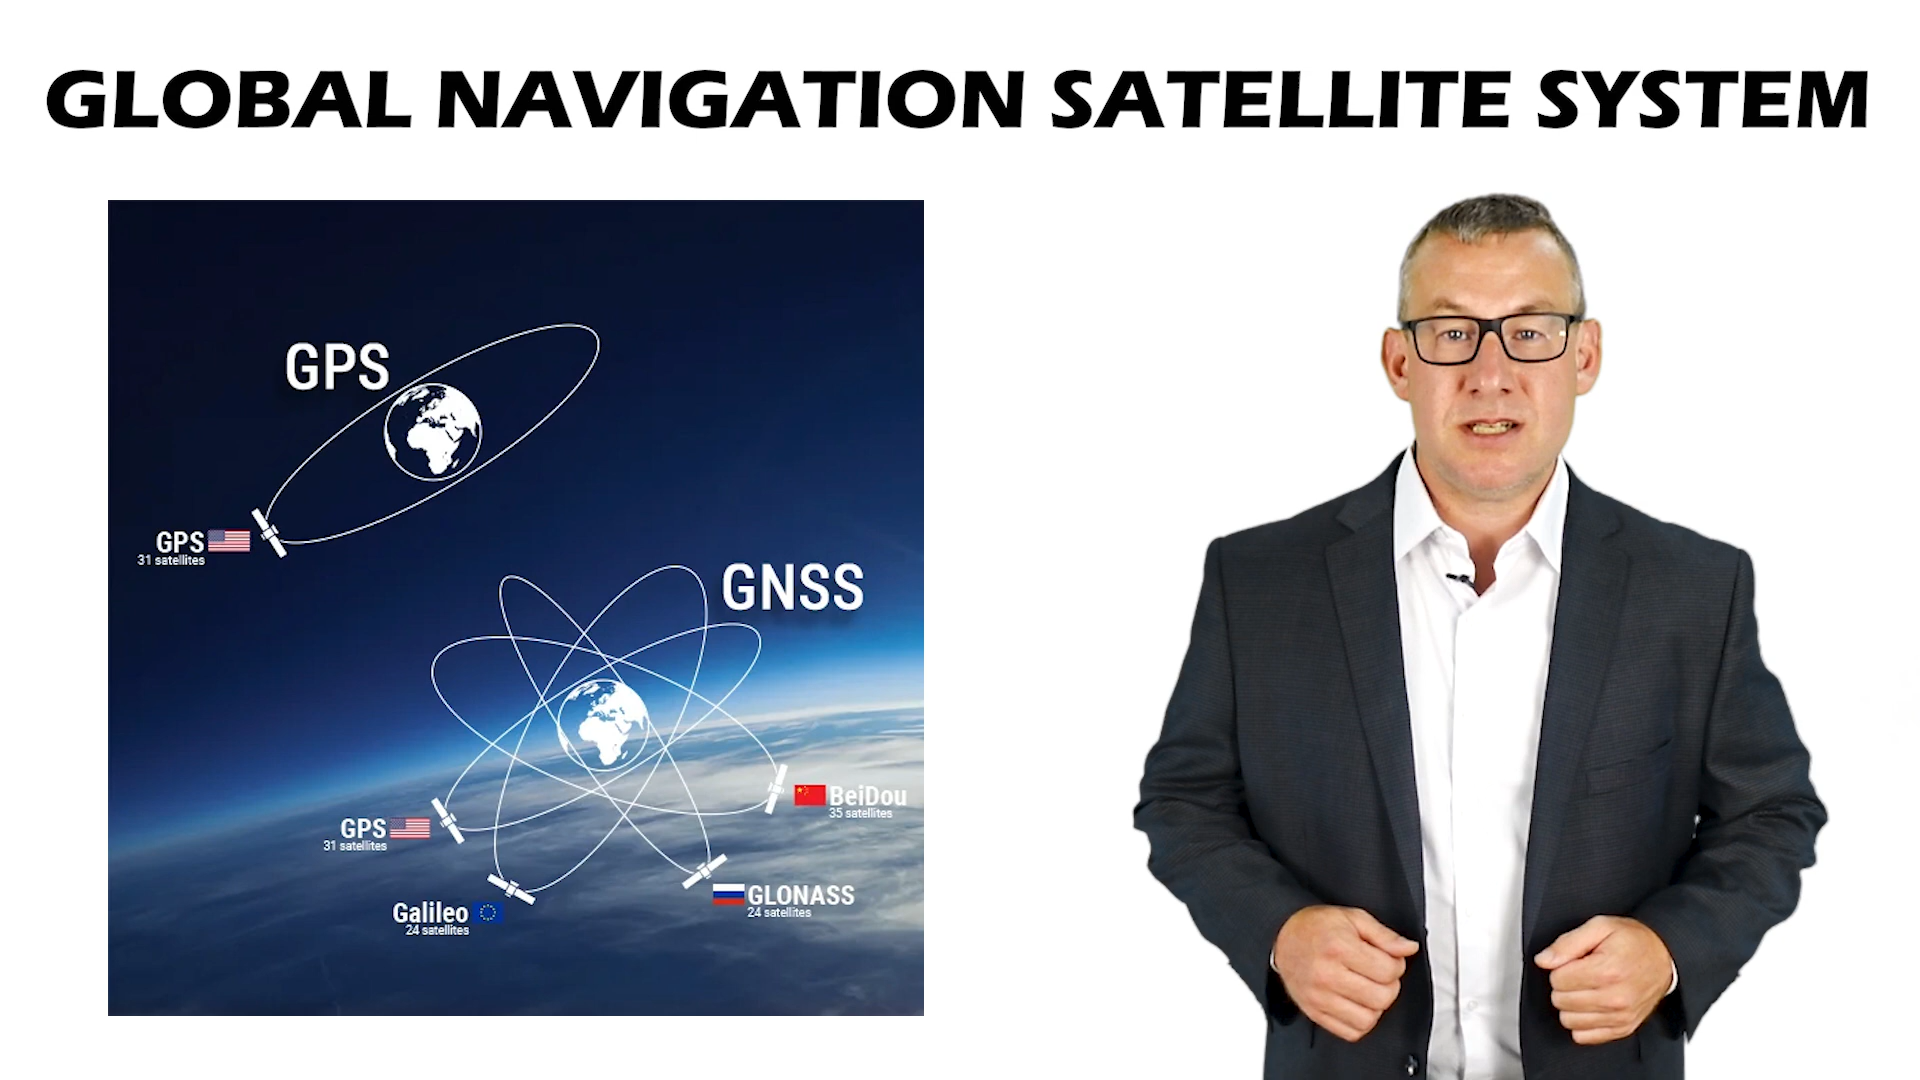 GLOBAL NAVIGATION SATELLITE SYSTEM
GPS
GPS
31 satellites
GNSS
BeiDou
35 satellites
GPS
31 satellites
GLONASS
24 satellites
Galileo
24 satellites